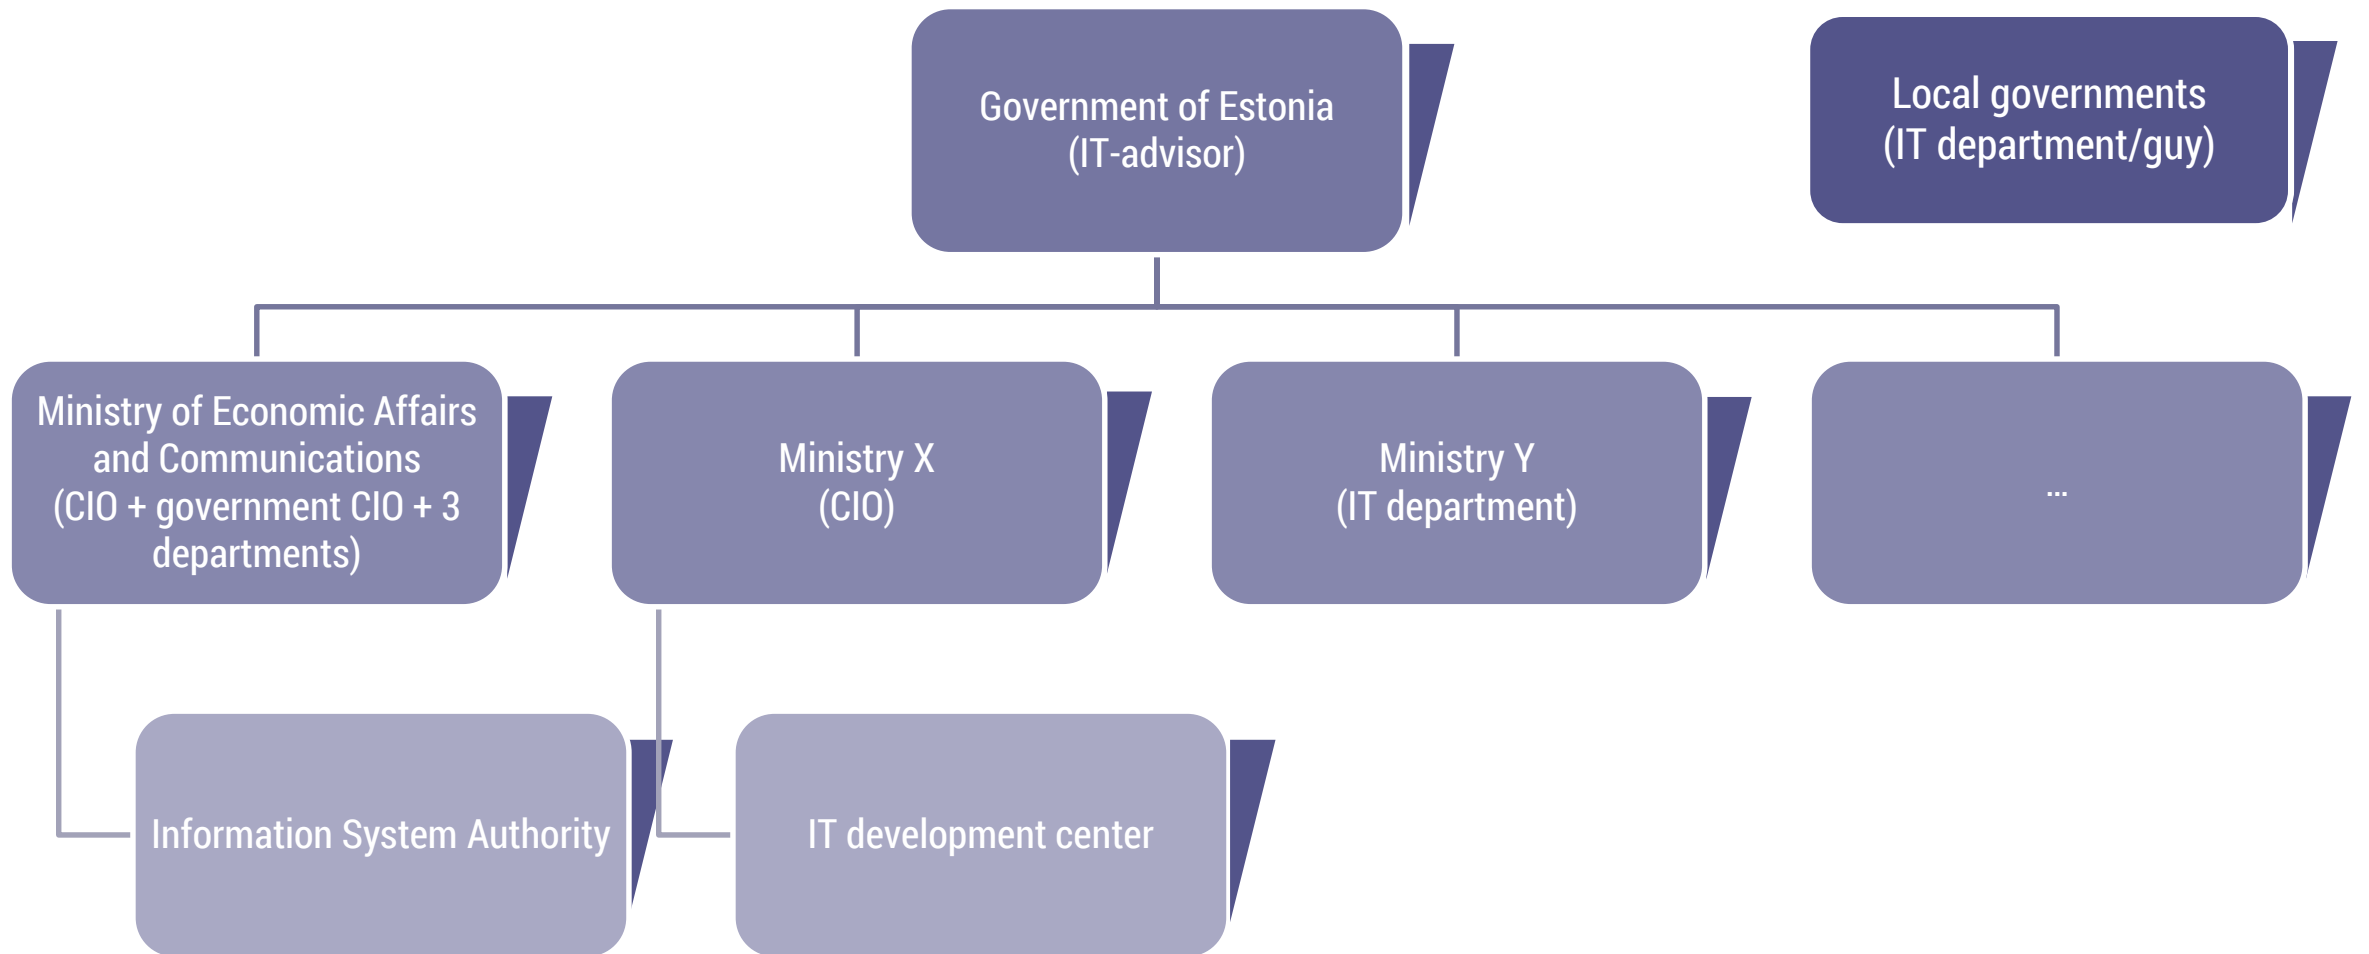 Government of Estonia
(IT-advisor)
Local governments
(IT department/guy)
Ministry of Economic Affairs
and Communications
(CIO + government CIO + 3
departments)
Ministry X
(CIO)
Ministry Y
(IT department)
...
Information System Authority
IT development center